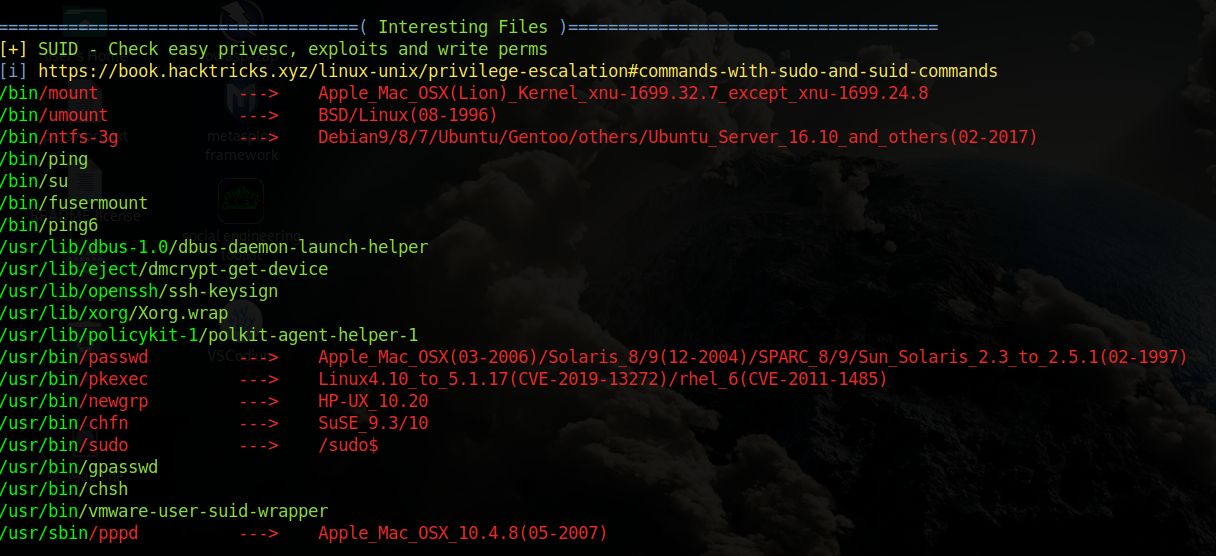 ====================================( Interesting Files )=====================================
[+] SUID - Check easy privesc, exploits and write perms
[i] https://book.hacktricks.xyz/linux-unix/privilege-escalation#commands-with-sudo-and-suid-commands
/bin/mount              --->    Apple_Mac_OSX(Lion)_Kernel_xnu-1699.32.7_except_xnu-1699.24.8
/bin/umount             --->    BSD/Linux(08-1996)
/bin/ntfs-3g            --->    Debian9/8/7/Ubuntu/Gentoo/others/Ubuntu_Server_16.10_and_others(02-2017)
metasploit
framework
/bin/ping
/bin/su
/bin/fusermount
README license
/bin/ping6
social engineering
toolkit
/usr/lib/dbus-1.0/dbus-daemon-launch-helper
/usr/lib/eject/dmcrypt-get-device
/usr/lib/openssh/ssh-keysign
/usr/lib/xorg/Xorg.wrap
/usr/lib/policykit-1/polkit-agent-helper-1
/usr/bin/passwd         --->    Apple_Mac_OSX(03-2006)/Solaris_8/9(12-2004)/SPARC_8/9/Sun_Solaris_2.3_to_2.5.1(02-1997)
/usr/bin/pkexec         --->    Linux4.10_to_5.1.17(CVE-2019-13272)/rhel_6(CVE-2011-1485)
/usr/bin/newgrp         --->    HP-UX_10.20
/usr/bin/chfn           --->    SuSE_9.3/10
/usr/bin/sudo           --->    /sudo$
/usr/bin/gpasswd
/usr/bin/chsh
/usr/bin/vmware-user-suid-wrapper
/usr/sbin/pppd          --->    Apple_Mac_OSX_10.4.8(05-2007)